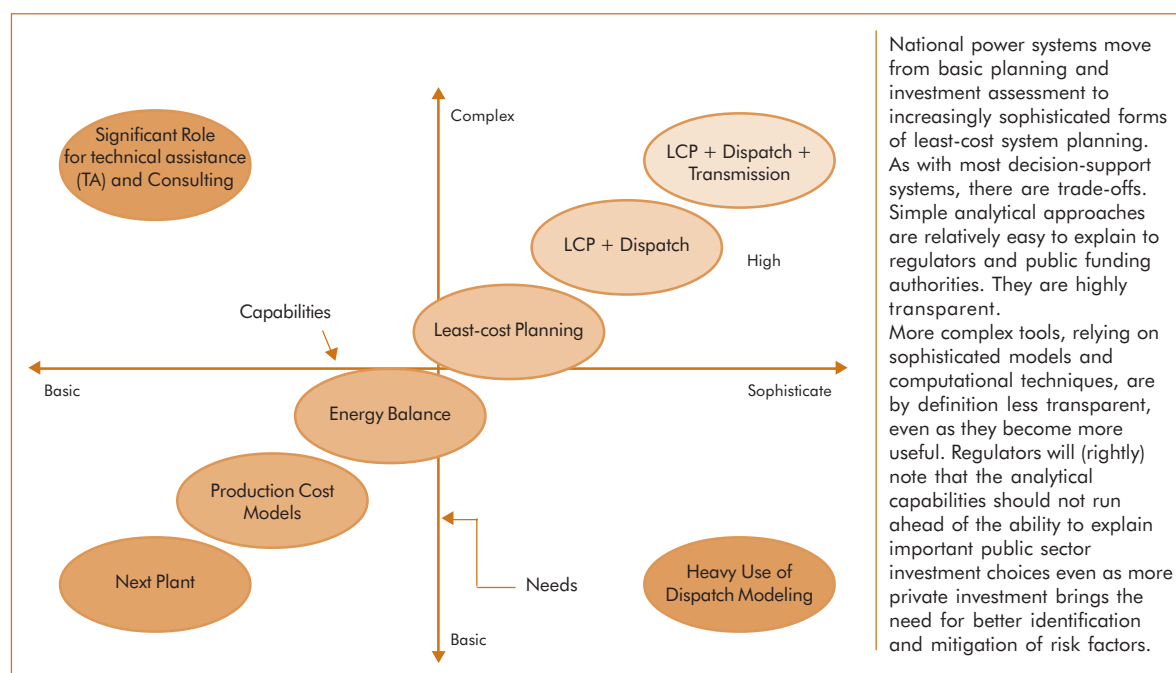 Significant Role
for technical assistance
(TA) and Consulting
Complex
LCP + Dispatch +
Transmission
LCP + Dispatch
High
Capabilities
Least-cost Planning
Basic
Sophisticate
Energy Balance
Production Cost
Models
Next Plant
Needs
Heavy Use of
Dispatch Modeling
Basic
National power systems move
from basic planning and
investment assessment to
increasingly sophisticated forms
of least-cost system planning.
As with most decision-support
systems, there are trade-offs.
Simple analytical approaches
are relatively easy to explain to
regulators and public funding
authorities. They are highly
transparent.
More complex tools, relying on
sophisticated models and
computational techniques, are
by definition less transparent,
even as they become more
useful. Regulators will (rightly)
note that the analytical
capabilities should not run
ahead of the ability to explain
important public sector
investment choices even as more
private investment brings the
need for better identification
and mitigation of risk factors.